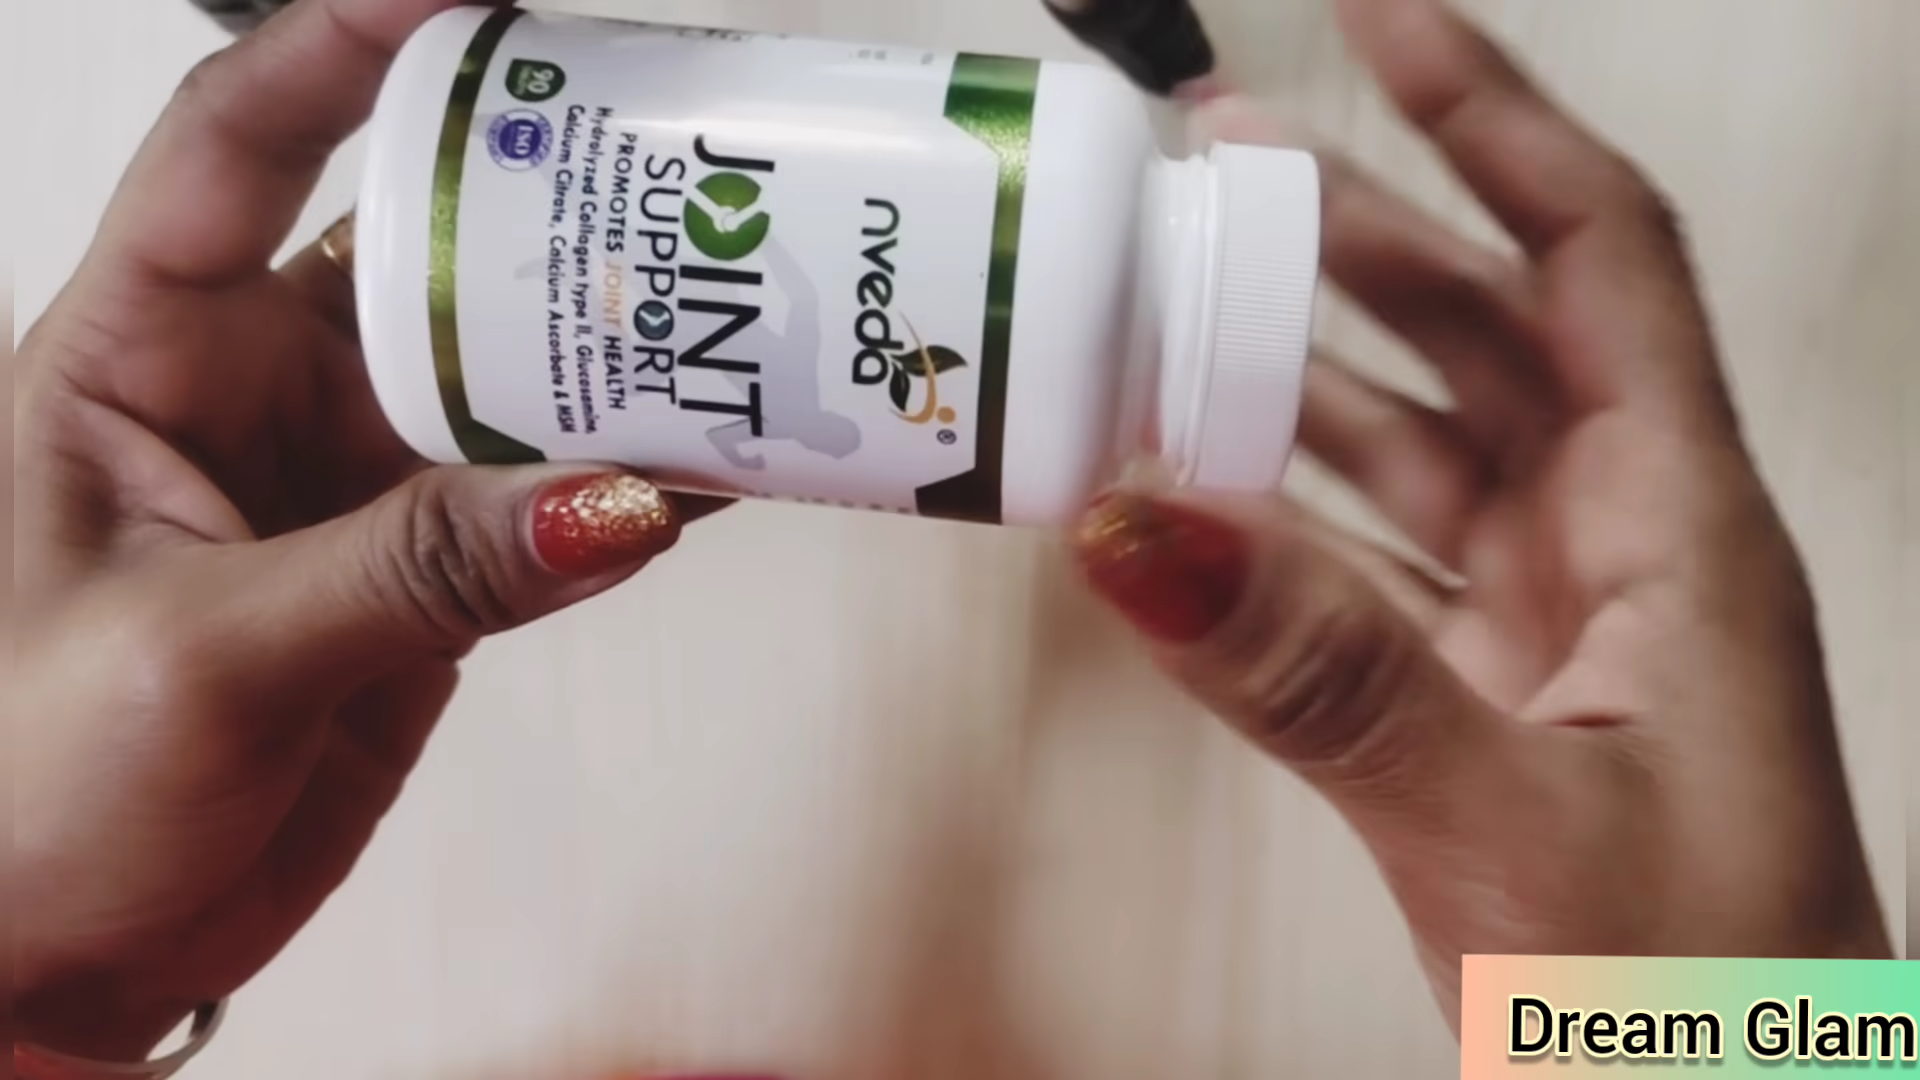 nveda®
JOINT
SUPPORT
PROMOTES JOINT HEALTH
Hydrolyzed Collagen type II, Glucosamine,
Calcium Citrate, Calcium Ascorbate & MSM
90
ISO
Dream Glam